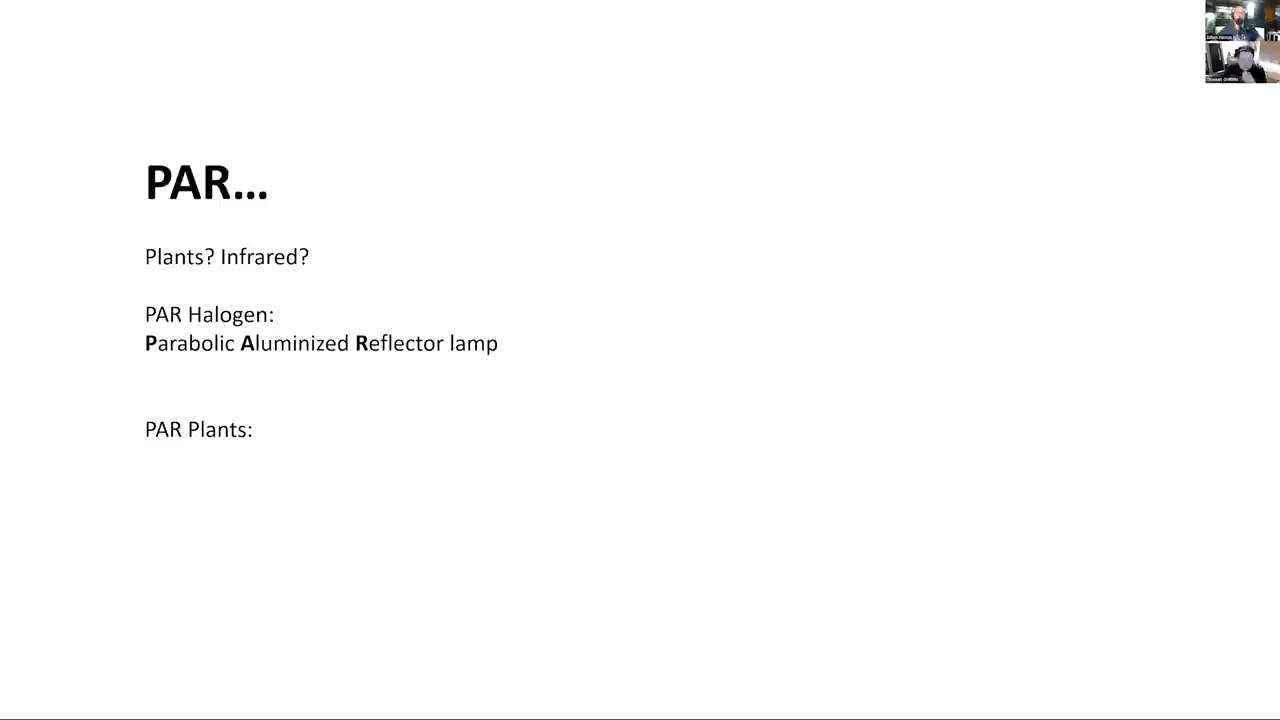 PAR...
Plants? Infrared?
PAR Halogen:
Parabolic Aluminized Reflector lamp
PAR Plants: